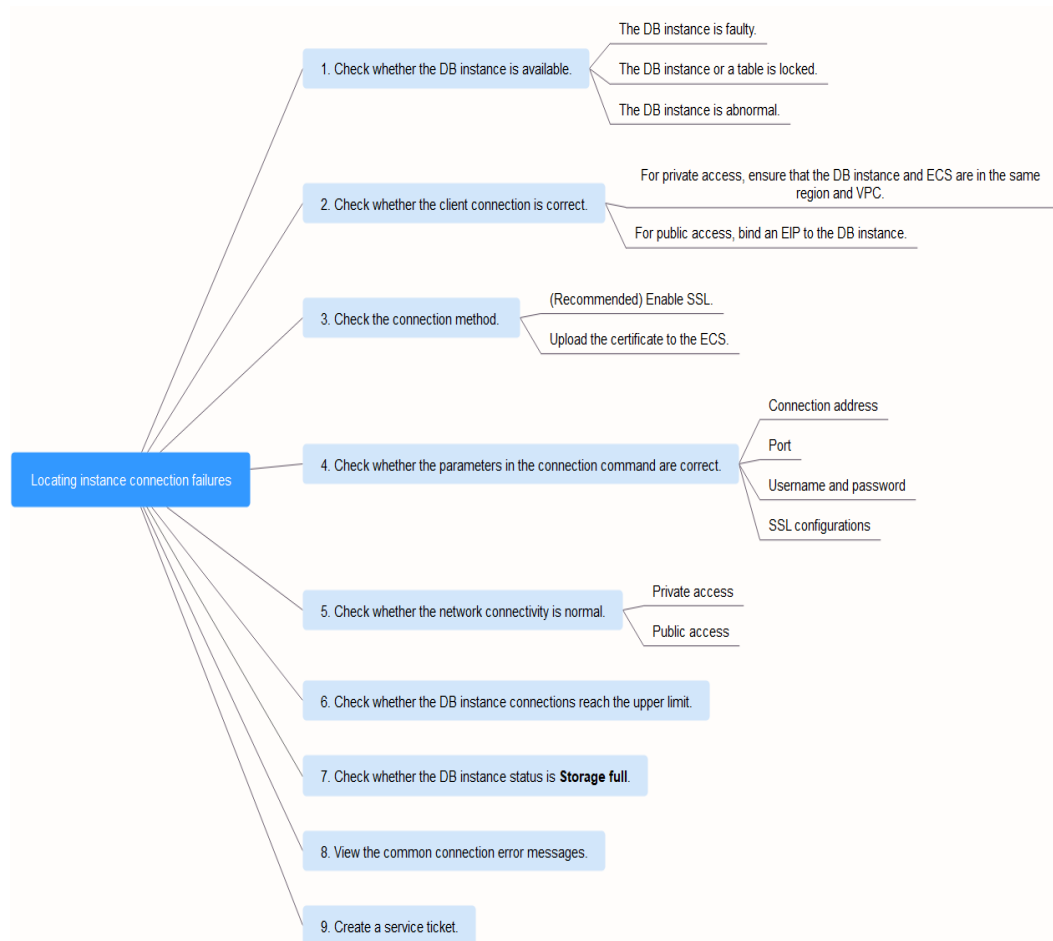 Locating instance connection failures
1. Check whether the DB instance is available.
The DB instance is faulty.
The DB instance or a table is locked.
The DB instance is abnormal.
2. Check whether the client connection is correct.
For private access, ensure that the DB instance and ECS are in the same
region and VPC.
For public access, bind an EIP to the DB instance.
3. Check the connection method.
(Recommended) Enable SSL.
Upload the certificate to the ECS.
4. Check whether the parameters in the connection command are correct.
Connection address
Port
Username and password
SSL configurations
5. Check whether the network connectivity is normal.
Private access
Public access
6. Check whether the DB instance connections reach the upper limit.
7. Check whether the DB instance status is Storage full.
8. View the common connection error messages.
9. Create a service ticket.